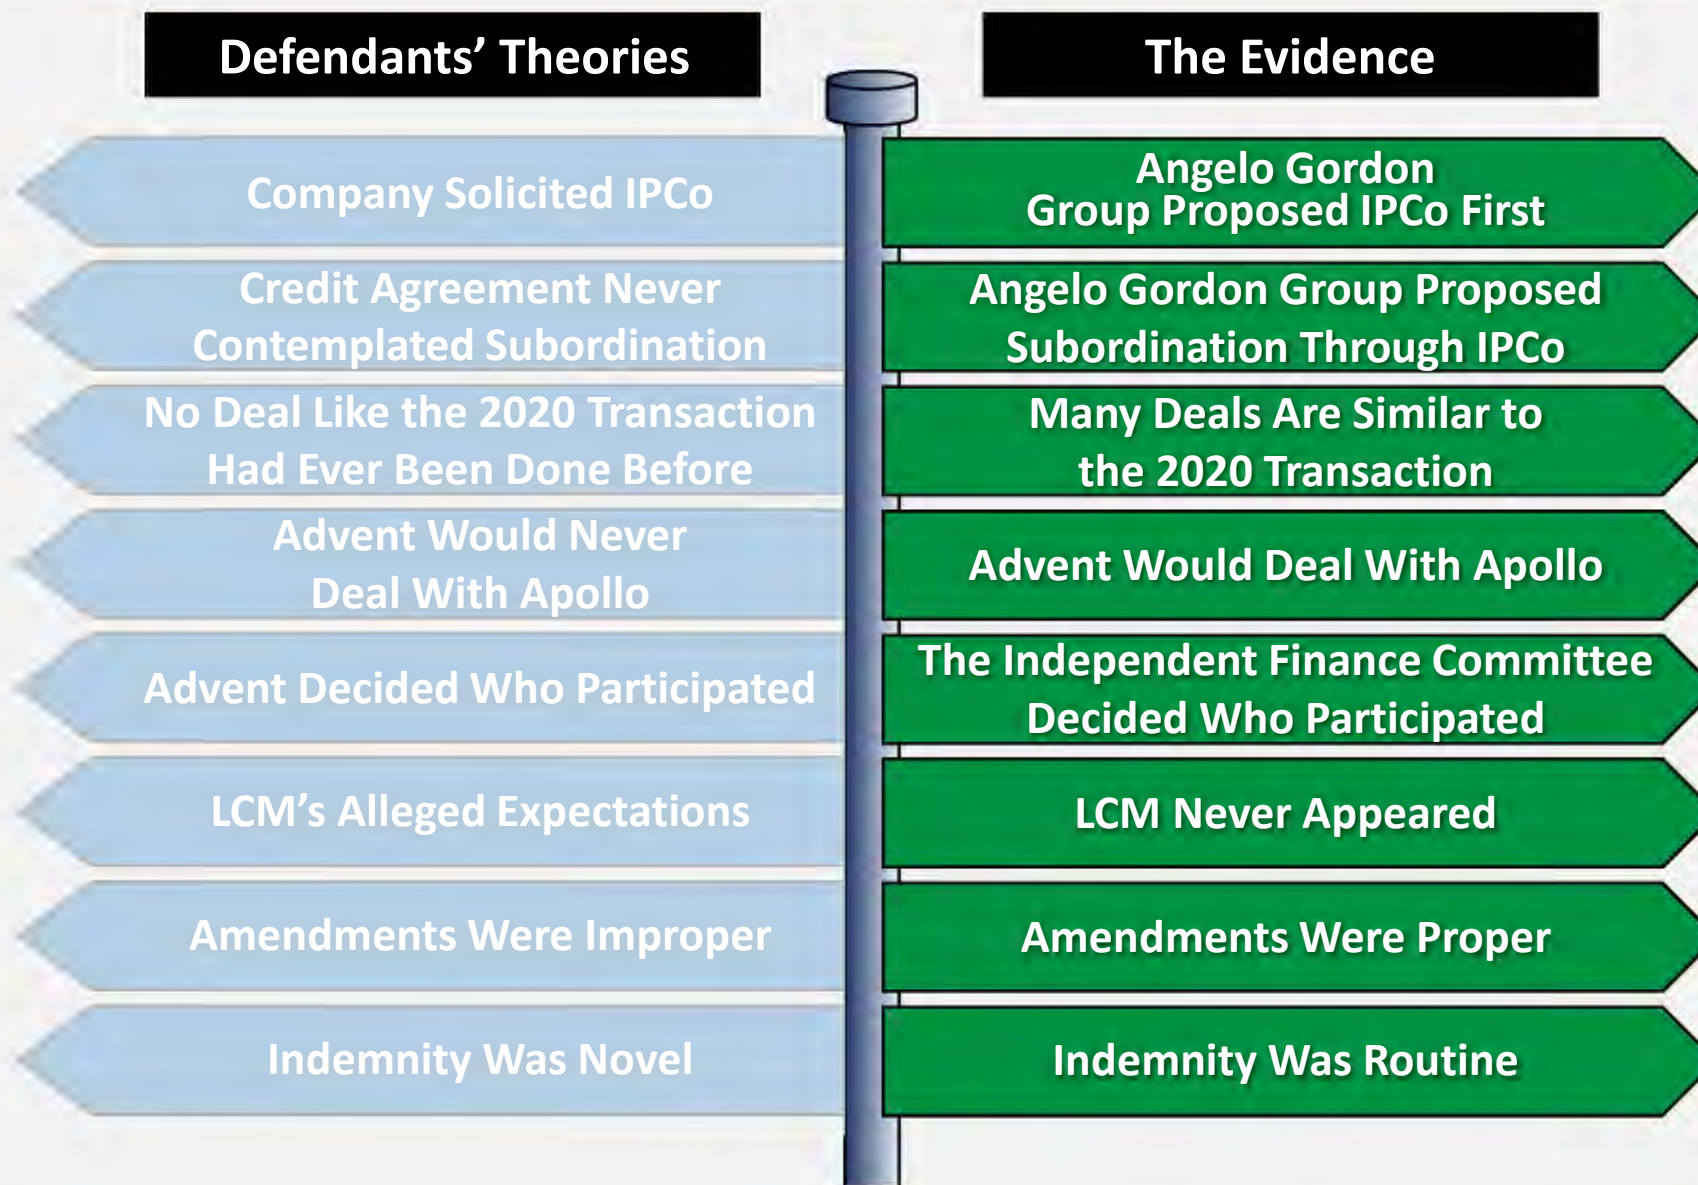 Defendants’ Theories
The Evidence
Company Solicited IPCo
Angelo Gordon
Group Proposed IPCo First
Credit Agreement Never
Contemplated Subordination
Angelo Gordon Group Proposed
Subordination Through IPCo
No Deal Like the 2020 Transaction
Had Ever Been Done Before
Many Deals Are Similar to
the 2020 Transaction
Advent Would Never
Deal With Apollo
Advent Would Deal With Apollo
Advent Decided Who Participated
The Independent Finance Committee
Decided Who Participated
LCM’s Alleged Expectations
LCM Never Appeared
Amendments Were Improper
Amendments Were Proper
Indemnity Was Novel
Indemnity Was Routine